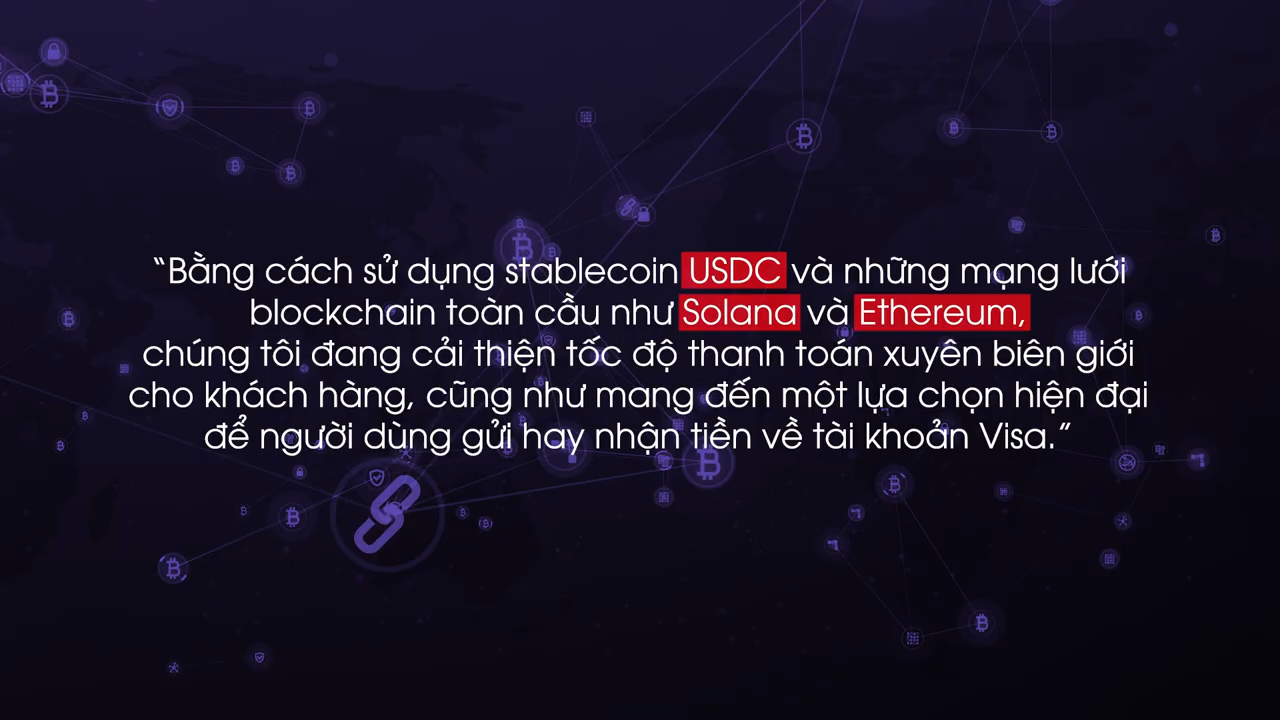 “Bằng cách sử dụng stablecoin USDC và những mạng lưới
blockchain toàn cầu như Solana và Ethereum,
chúng tôi đang cải thiện tốc độ thanh toán xuyên biên giới
cho khách hàng, cũng như mang đến một lựa chọn hiện đại
để người dùng gửi hay nhận tiền về tài khoản Visa.”